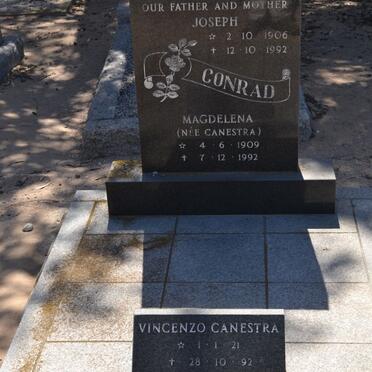 OUR FATHER AND MOTHER
JOSEPH
☆ 2 · 10 · 1906
✝ 12 · 10 · 1992
CONRAD
MAGDELENA
(NÉE CANESTRA)
☆ 4 · 6 · 1909
✝ 7 · 12 · 1992
VINCENZO CANESTRA
☆ 1 · 1 · 21
✝ 28 · 10 · 92